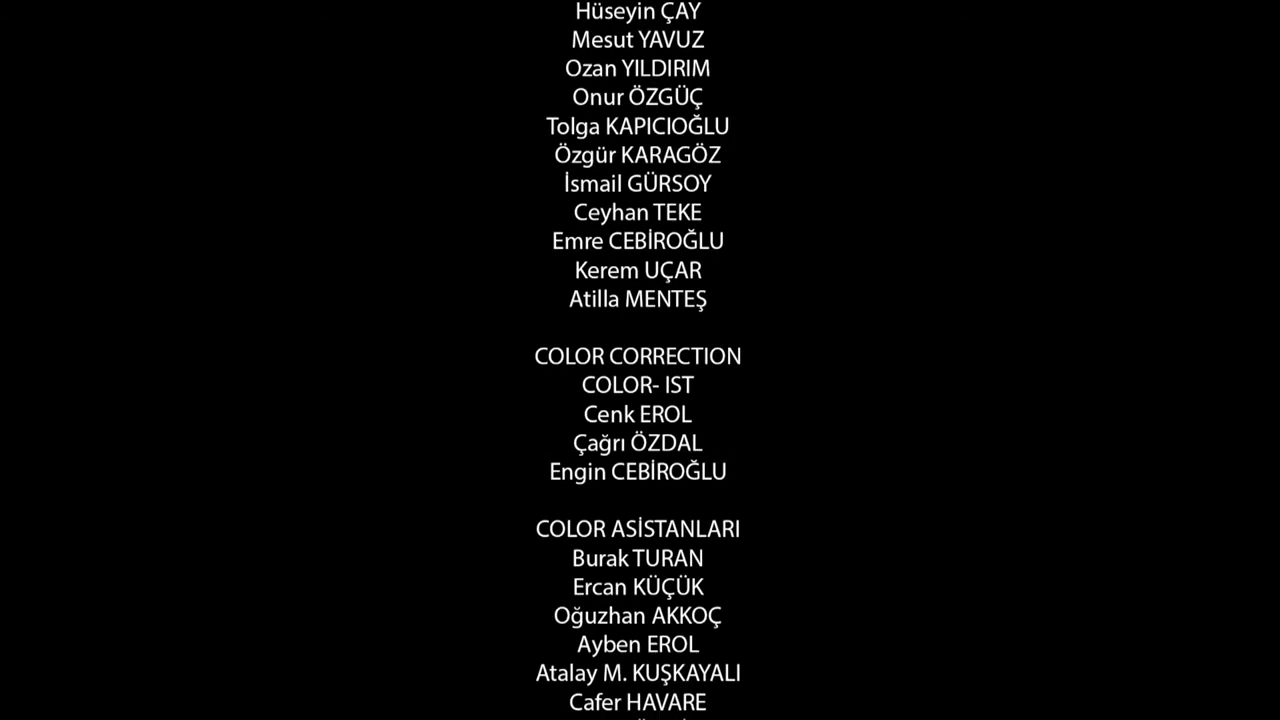 Hüseyin ÇAY
Mesut YAVUZ
Ozan YILDIRIM
Onur ÖZGÜÇ
Tolga KAPICIOĞLU
Özgür KARAGÖZ
İsmail GÜRSOY
Ceyhan TEKE
Emre CEBİROĞLU
Kerem UÇAR
Atilla MENTEŞ
COLOR CORRECTION
COLOR- IST
Cenk EROL
Çağrı ÖZDAL
Engin CEBİROĞLU
COLOR ASİSTANLARI
Burak TURAN
Ercan KÜÇÜK
Oğuzhan AKKOÇ
Ayben EROL
Atalay M. KUŞKAYALI
Cafer HAVARE